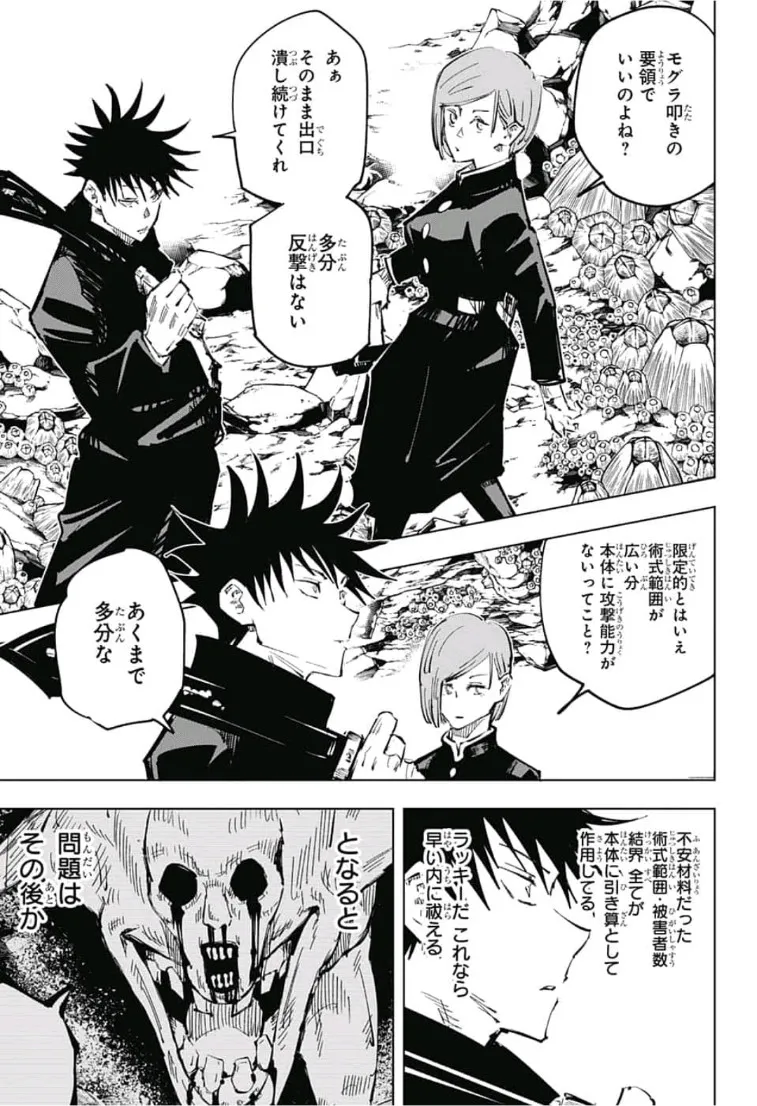 モグラ叩きの
要領で
いいのよね?
あぁ
そのまま出口
潰し続けてくれ
多分
反撃はない
限定的とはいえ
術式範囲が
広い分
本体に攻撃能力が
ないってこと?
あくまで
多分な
不安材料だった
術式範囲・被害者数
結界 全てが
本体に引き算として
作用してる
ラッキーだ これなら
早い内に祓える
となると
問題は
その後か